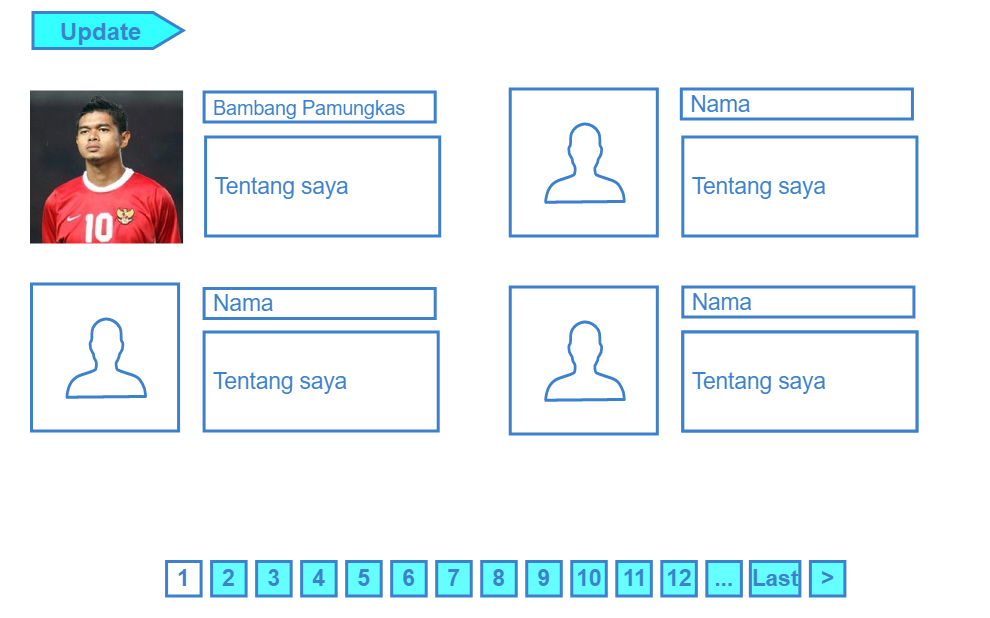 Update
Bambang Pamungkas
Tentang saya
10
Nama
Tentang saya
Nama
Tentang saya
Nama
Tentang saya
1 2 3 4 5 6 7 8 9 10 11 12 ... Last >